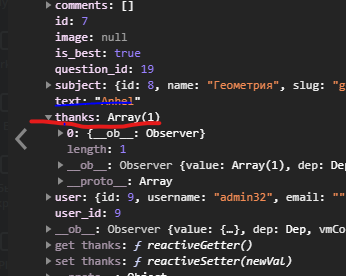 comments: []
id: 7
image: null
is_best: true
question_id: 19
subject: {id: 8, name: "Геометрия", slug: "g
text: "Anhel"
thanks: Array(1)
0: {__ob__: Observer}
length: 1
__ob__: Observer {value: Array(1), dep: Dep
__proto__: Array
user: {id: 9, username: "admin32", email: ""
user_id: 9
__ob__: Observer {value: {…}, dep: Dep, vmCo
get thanks: ƒ reactiveGetter()
set thanks: ƒ reactiveSetter(newVal)
__proto__: Object